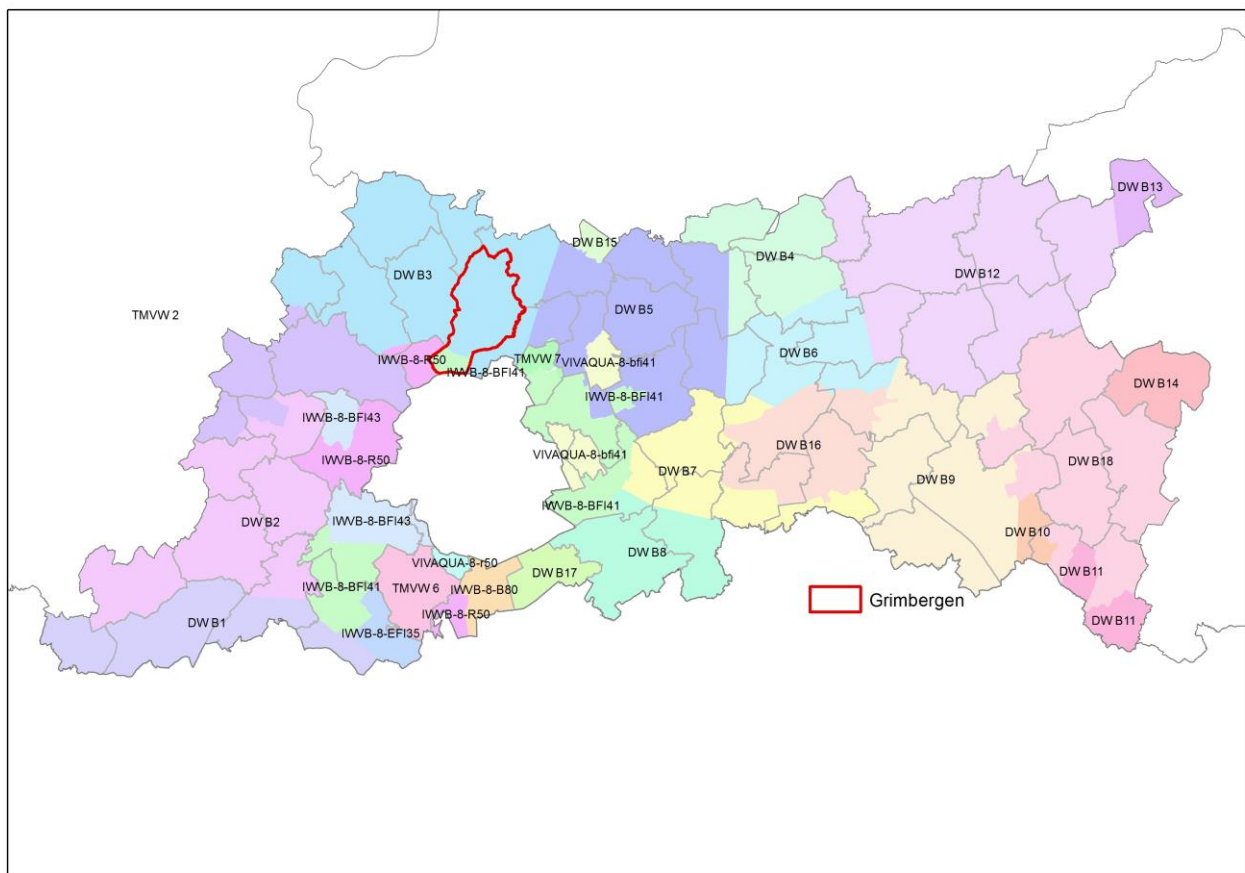 DW B13
DW B15
DW B4
DW B3
DW B12
DW B5
TMVW 2
DW B6
IWVB-8-R50
TMVW 7
VIVAQUA-8-bfi41
IWVB-8-BFI41
DW B14
IWVB-8-BFI41
IWVB-8-BFI43
DW B16
VIVAQUA-8-bfi41
IWVB-8-R50
DW B18
DW B7
DW B9
IWVB-8-BFI41
DW B2
IWVB-8-BFI43
DW B10
DW B8
VIVAQUA-8-r50
DW B17
DW B11
IWVB-8-BFI41
TMVW 6
IWVB-8-B80
Grimbergen
IWVB-8-R50
DW B11
DW B1
IWVB-8-EFI35